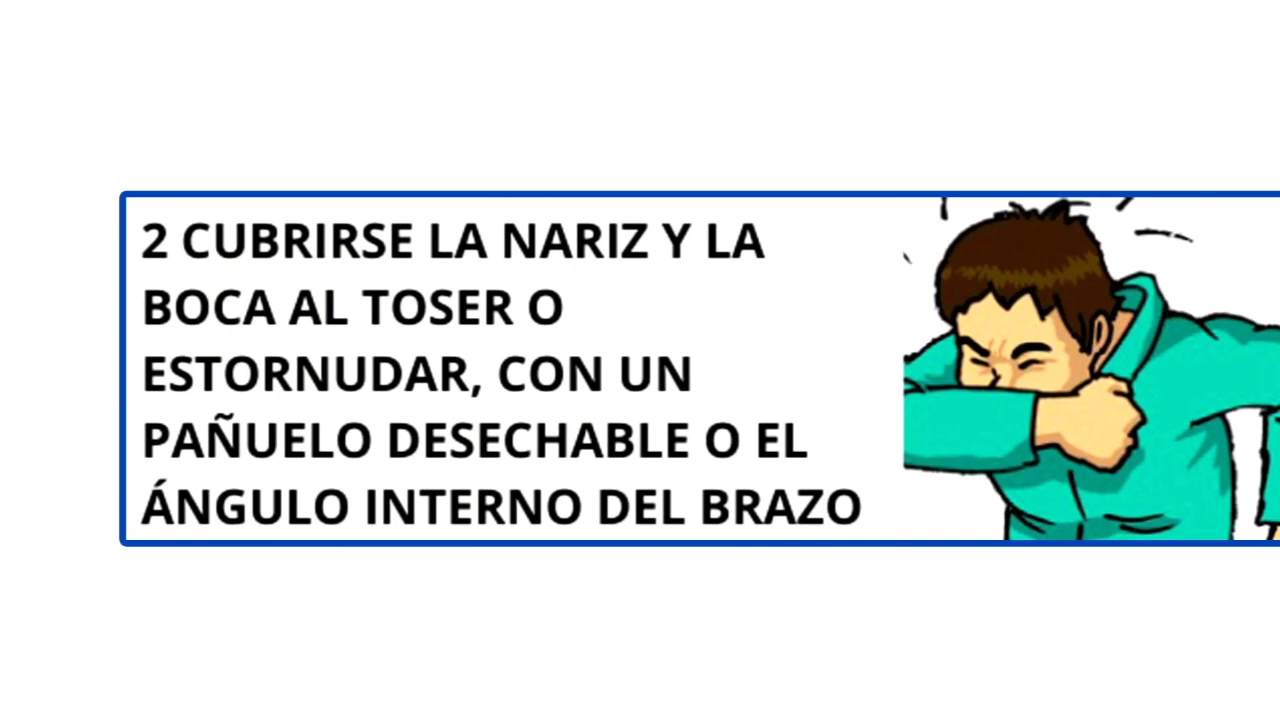 2 CUBRIRSE LA NARIZ Y LA
BOCA AL TOSER O
ESTORNUDAR, CON UN
PAÑUELO DESECHABLE O EL
ÁNGULO INTERNO DEL BRAZO